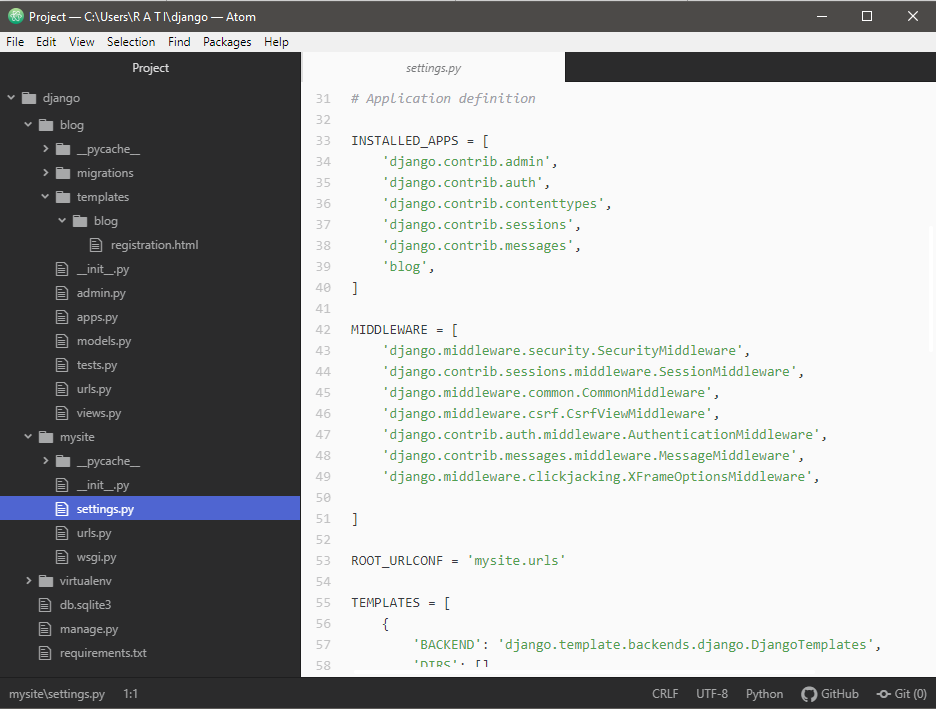 Project — C:\Users\R A T I\django — Atom
File Edit View Selection Find Packages Help
Project
django
blog
__pycache__
migrations
templates
blog
registration.html
__init__.py
admin.py
apps.py
models.py
tests.py
urls.py
views.py
mysite
__pycache__
__init__.py
settings.py
urls.py
wsgi.py
virtualenv
db.sqlite3
manage.py
requirements.txt
settings.py
31 # Application definition
32
33 INSTALLED_APPS = [
34 'django.contrib.admin',
35 'django.contrib.auth',
36 'django.contrib.contenttypes',
37 'django.contrib.sessions',
38 'django.contrib.messages',
39 'blog',
40 ]
41
42 MIDDLEWARE = [
43 'django.middleware.security.SecurityMiddleware',
44 'django.contrib.sessions.middleware.SessionMiddleware',
45 'django.middleware.common.CommonMiddleware',
46 'django.middleware.csrf.CsrfViewMiddleware',
47 'django.contrib.auth.middleware.AuthenticationMiddleware',
48 'django.contrib.messages.middleware.MessageMiddleware',
49 'django.middleware.clickjacking.XFrameOptionsMiddleware',
50
51 ]
52
53 ROOT_URLCONF = 'mysite.urls'
54
55 TEMPLATES = [
56 {
57 'BACKEND': 'django.template.backends.django.DjangoTemplates',
58 'DIRS': []
mysite\settings.py 1:1 CRLF UTF-8 Python GitHub Git (0)